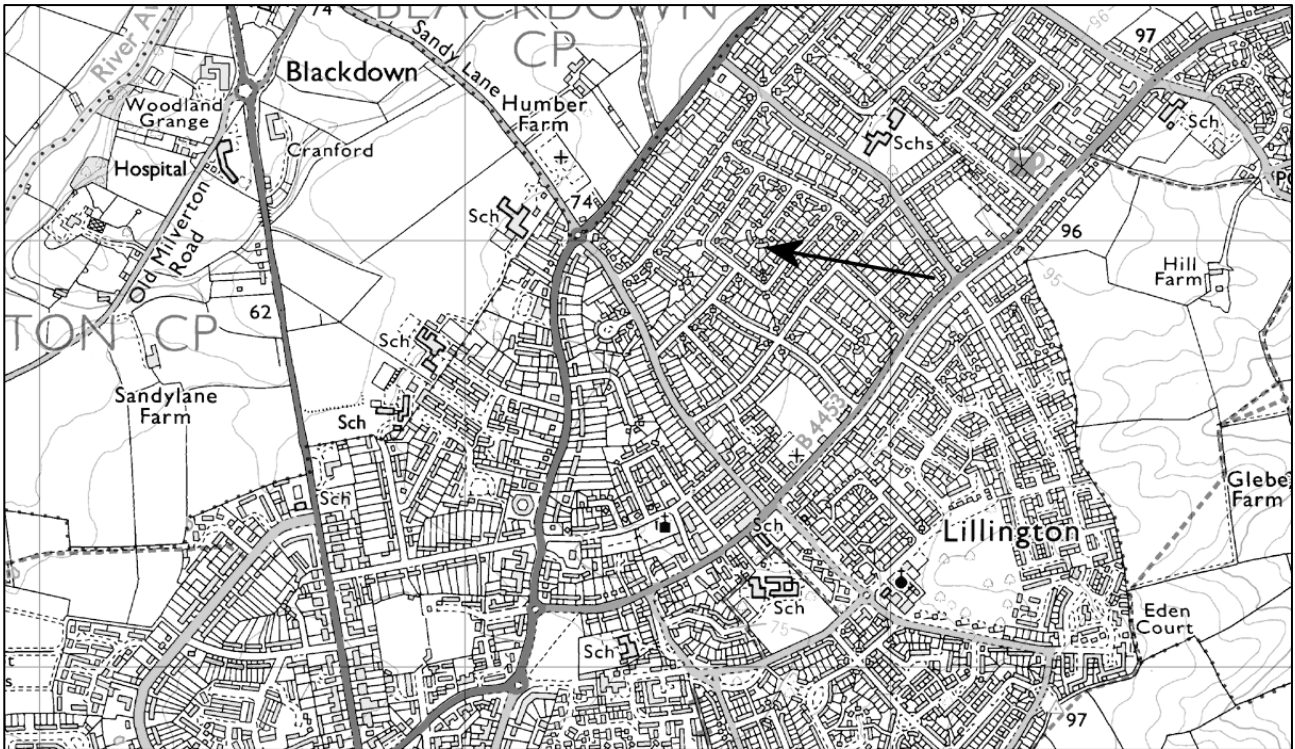 BLACKDOWN
CP
74
97
River Av
Sandy Lane
Blackdown
Woodland
Grange
Humber
Farm
Cranford
Schs
Sch
Hospital
74
Sch
96
Old Milverton
Road
Hill
Farm
95
62
TON CP
Sch
Sandylane
Farm
Sch
B 4453
Glebe
Farm
Sch
Sch
Lillington
Sch
75
Eden
Court
Sch
97